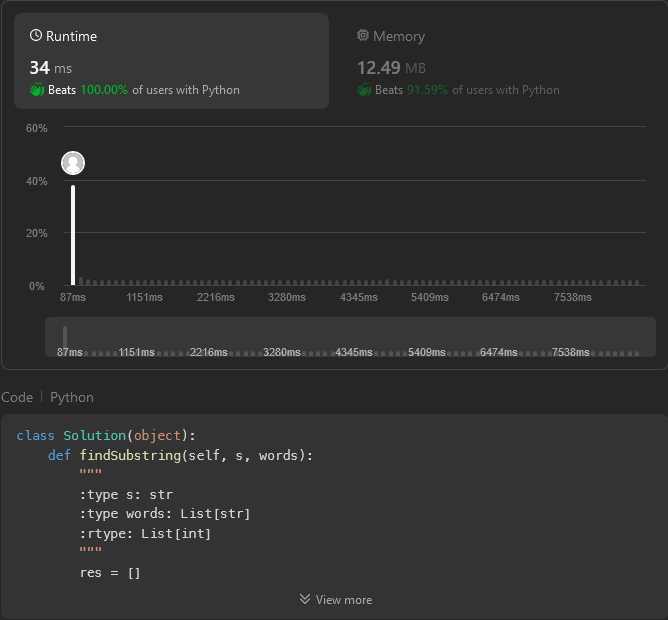 Runtime
Memory
34 ms
12.49 MB
Beats 100.00% of users with Python
Beats 91.59% of users with Python
60%
40%
20%
0%
87ms 1151ms 2216ms 3280ms 4345ms 5409ms 6474ms 7538ms
87ms 1151ms 2216ms 3280ms 4345ms 5409ms 6474ms 7538ms
Code | Python
class Solution(object):
    def findSubstring(self, s, words):
        """
        :type s: str
        :type words: List[str]
        :rtype: List[int]
        """
        res = []
View more